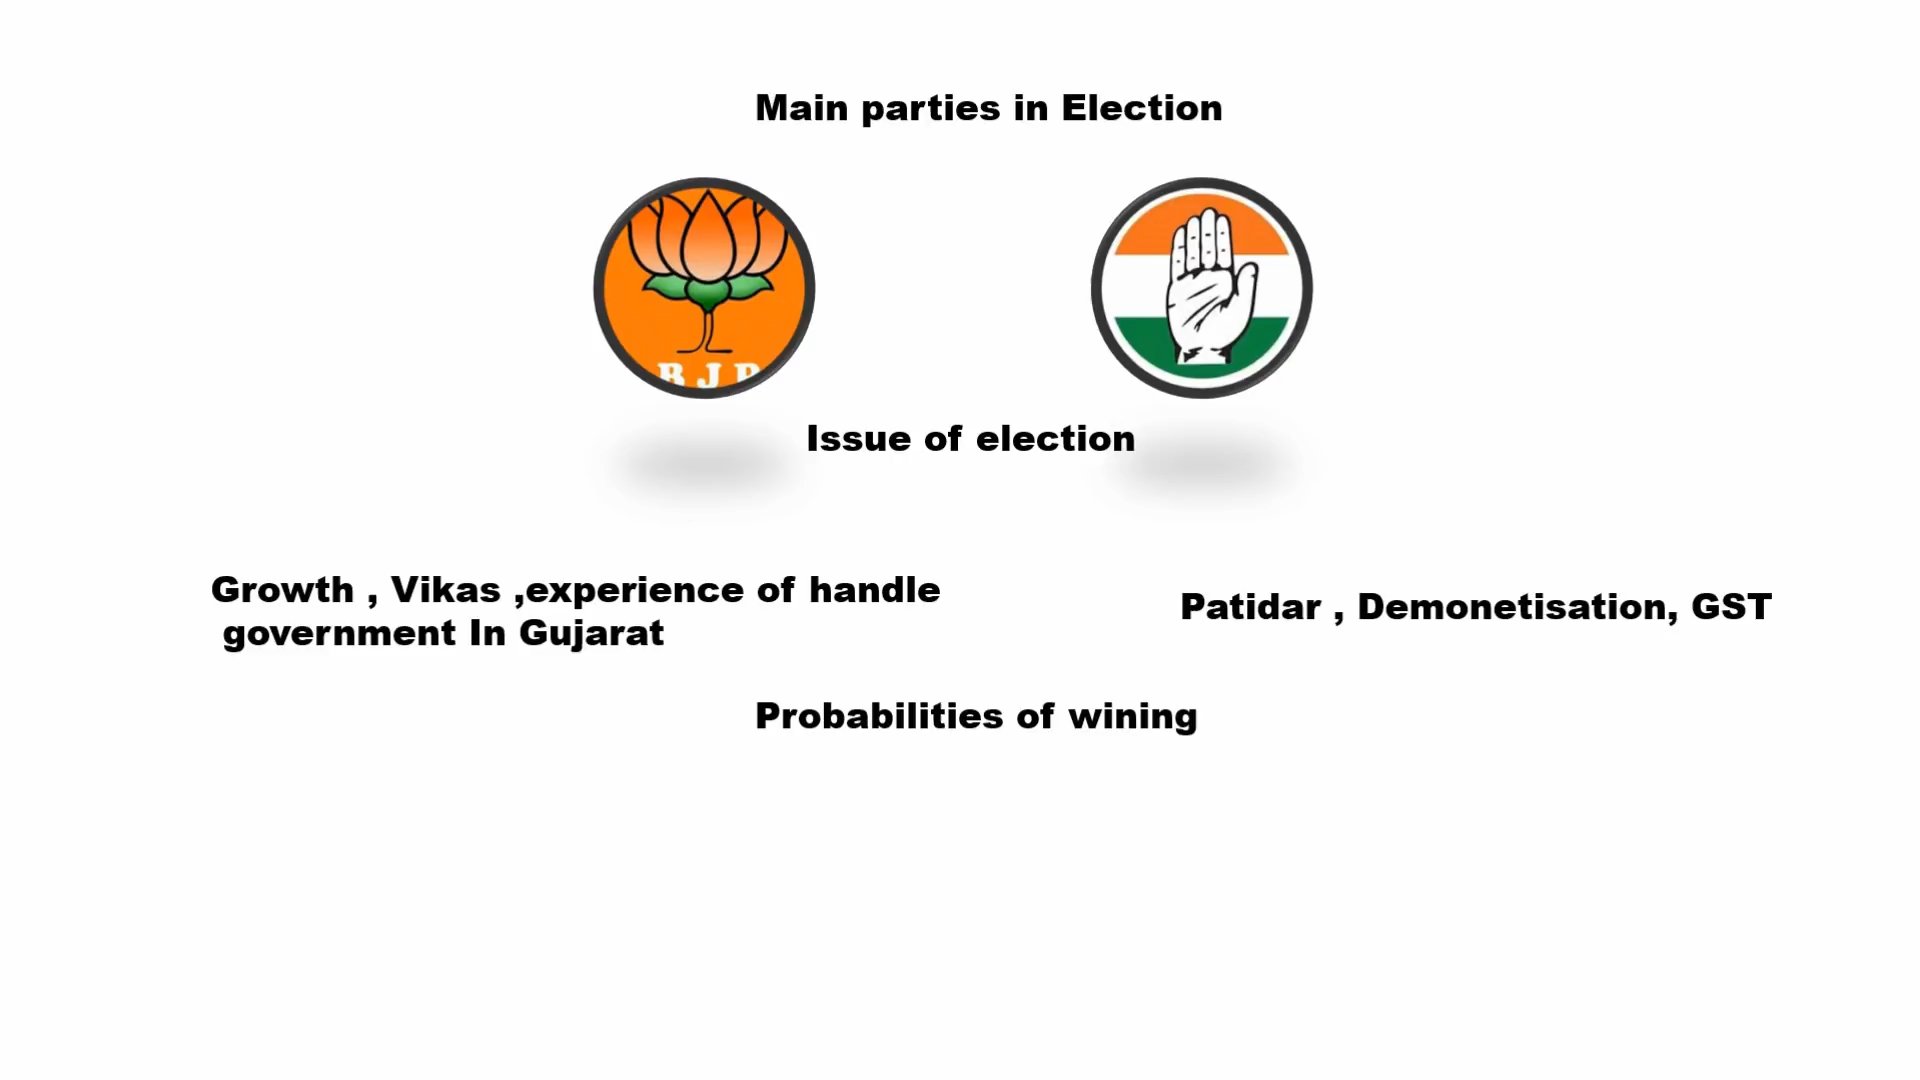 Main parties in Election
BJP
Issue of election
Growth , Vikas ,experience of handle
government In Gujarat
Patidar , Demonetisation, GST
Probabilities of wining